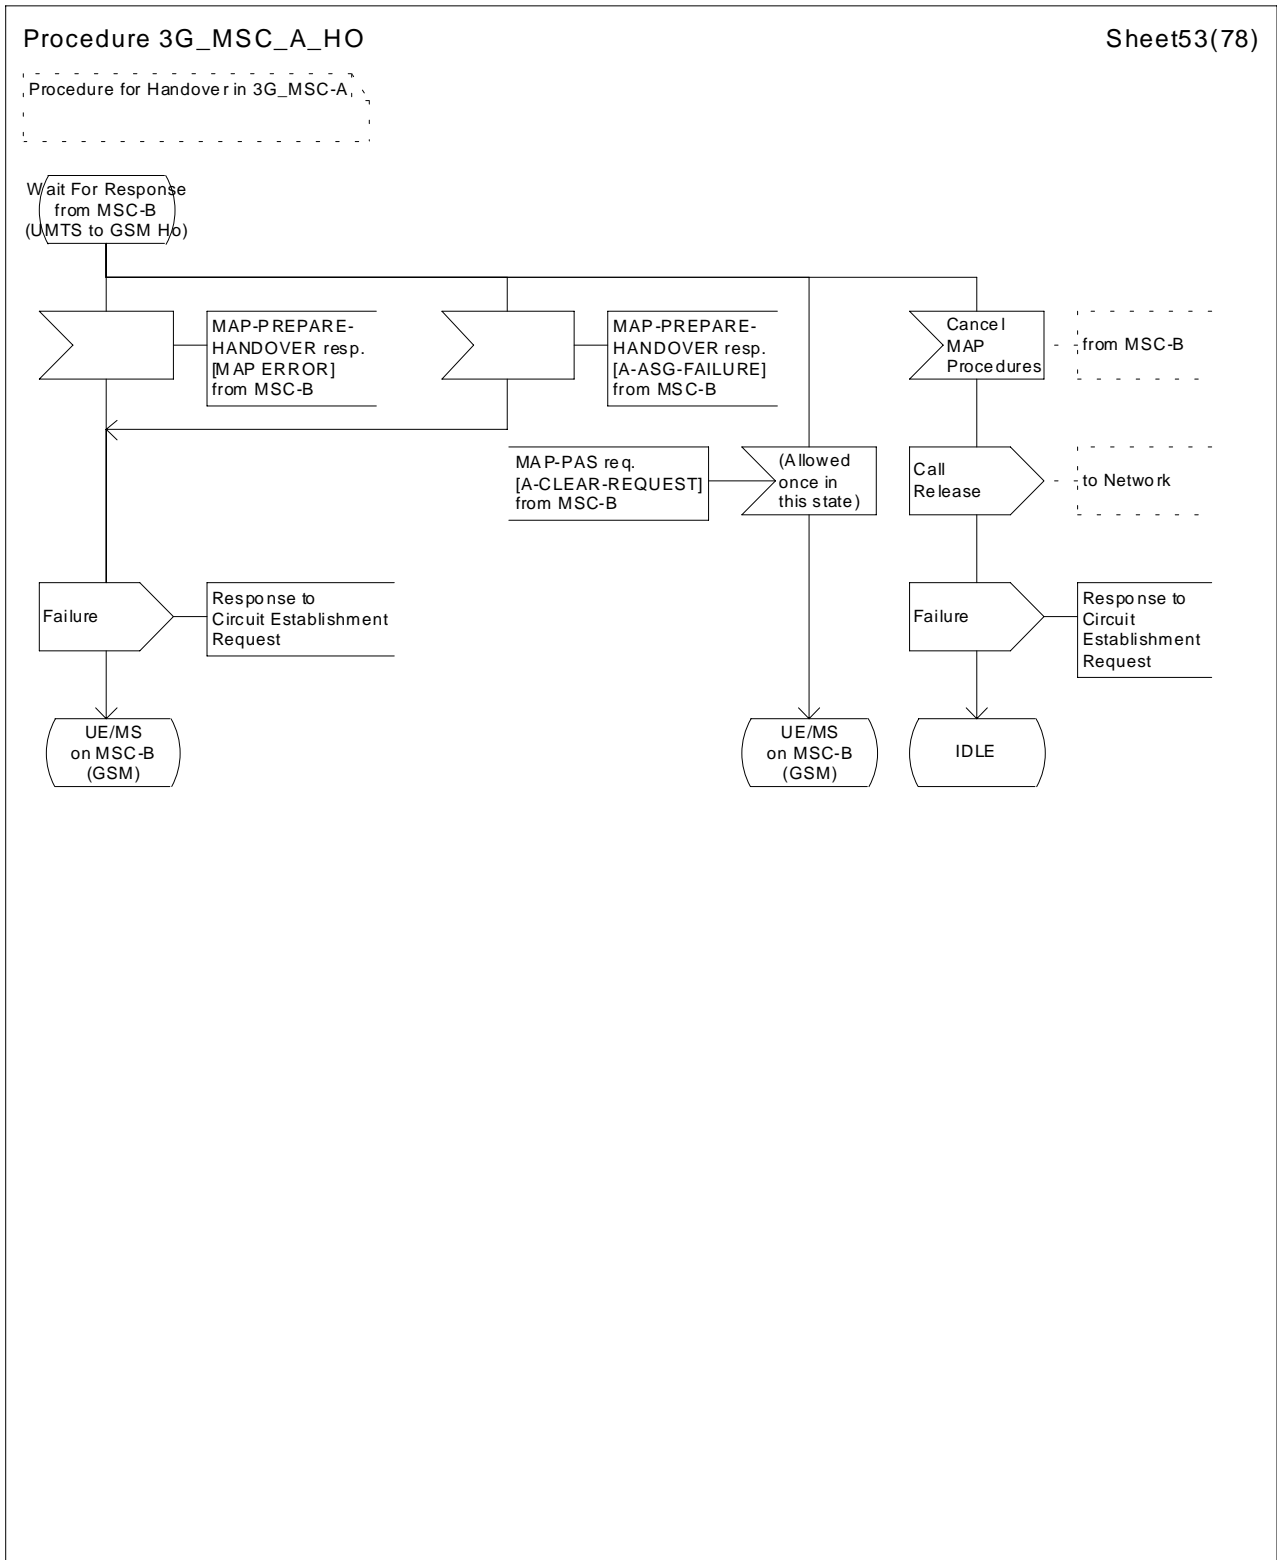 Procedure 3G_MSC_A_HO
Sheet53(78)
Procedure for Handover in 3G_MSC-A
Wait For Response
from MSC-B
(UMTS to GSM Ho)
MAP-PREPARE-
HANDOVER resp.
[MAP ERROR]
from MSC-B
MAP-PREPARE-
HANDOVER resp.
[A-ASG-FAILURE]
from MSC-B
Cancel
MAP
Procedures
from MSC-B
MAP-PAS req.
[A-CLEAR-REQUEST]
from MSC-B
(Allowed
once in
this state)
Call
Release
to Network
Failure
Response to
Circuit Establishment
Request
Failure
Response to
Circuit
Establishment
Request
UE/MS
on MSC-B
(GSM)
UE/MS
on MSC-B
(GSM)
IDLE